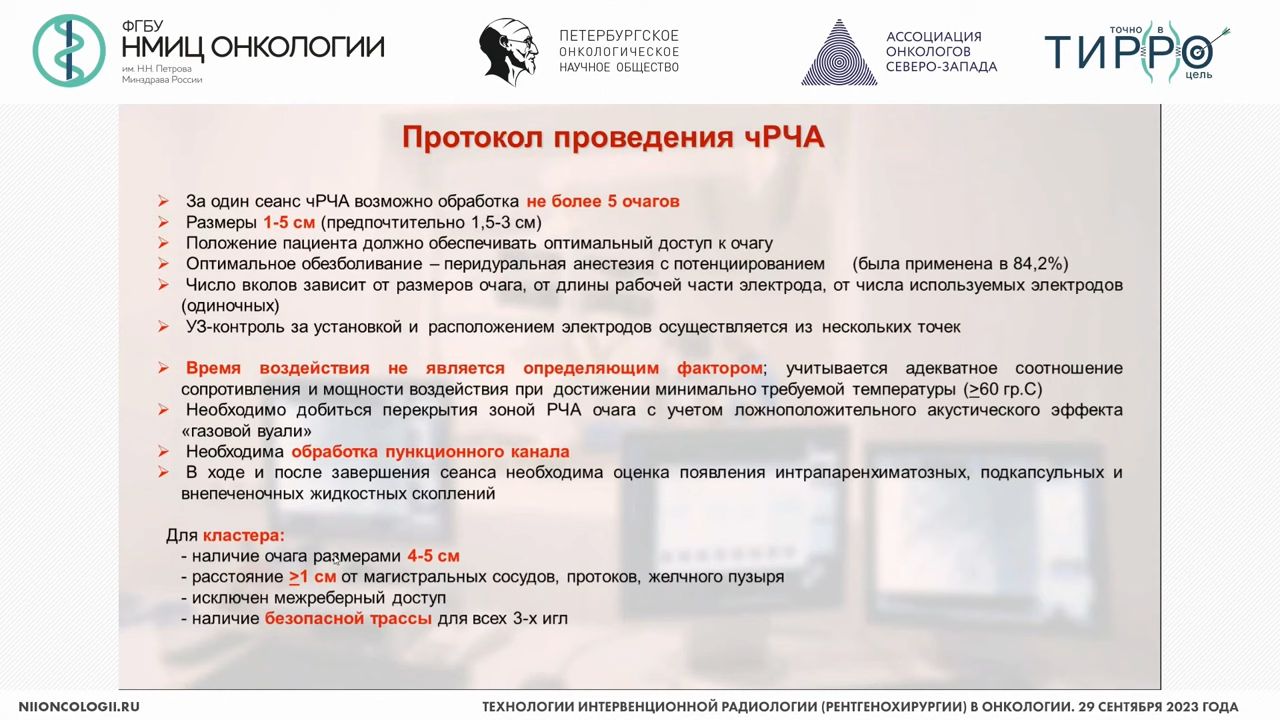 ФГБУ
НМИЦ ОНКОЛОГИИ
им. Н.Н. Петрова
Минздрава России
ПЕТЕРБУРГСКОЕ
ОНКОЛОГИЧЕСКОЕ
НАУЧНОЕ ОБЩЕСТВО
АССОЦИАЦИЯ
ОНКОЛОГОВ
СЕВЕРО-ЗАПАДА
ТОЧНО В
ТИРРО
цель
Протокол проведения чРЧА
➢ За один сеанс чРЧА возможно обработка не более 5 очагов
➢ Размеры 1-5 см (предпочтительно 1,5-3 см)
➢ Положение пациента должно обеспечивать оптимальный доступ к очагу
➢ Оптимальное обезболивание – перидуральная анестезия с потенциированием (была применена в 84,2%)
➢ Число вколов зависит от размеров очага, от длины рабочей части электрода, от числа используемых электродов
(одиночных)
➢ УЗ-контроль за установкой и расположением электродов осуществляется из нескольких точек
➢ Время воздействия не является определяющим фактором; учитывается адекватное соотношение
сопротивления и мощности воздействия при достижении минимально требуемой температуры (≥60 гр.С)
➢ Необходимо добиться перекрытия зоной РЧА очага с учетом ложноположительного акустического эффекта
«газовой вуали»
➢ Необходима обработка пункционного канала
➢ В ходе и после завершения сеанса необходима оценка появления интрапаренхиматозных, подкапсульных и
внепеченочных жидкостных скоплений
Для кластера:
- наличие очага размерами 4-5 см
- расстояние ≥1 см от магистральных сосудов, протоков, желчного пузыря
- исключен межреберный доступ
- наличие безопасной трассы для всех 3-х игл
NIIONCOLOGII.RU
ТЕХНОЛОГИИ ИНТЕРВЕНЦИОННОЙ РАДИОЛОГИИ (РЕНТГЕНОХИРУРГИИ) В ОНКОЛОГИИ. 29 СЕНТЯБРЯ 2023 ГОДА